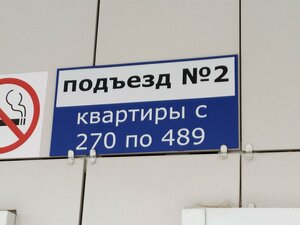 подъезд №2
квартиры с
270 по 489